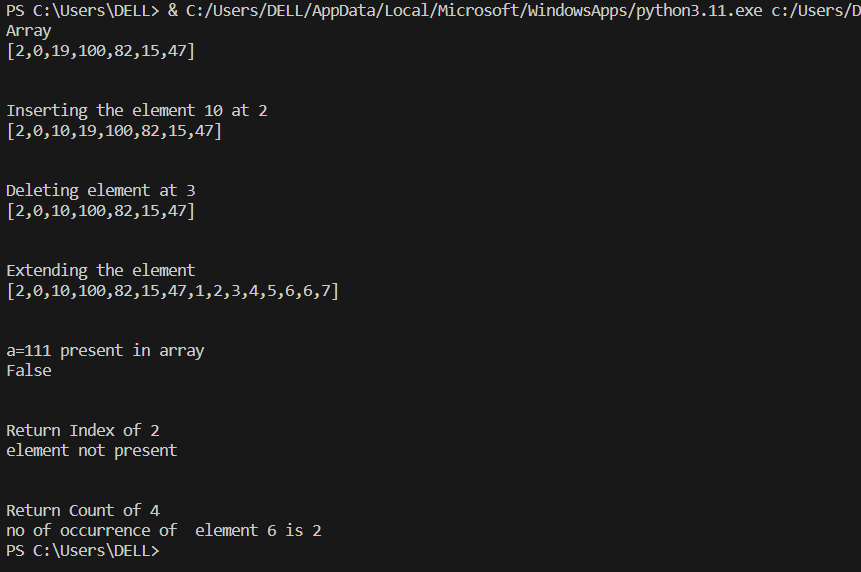 PS C:\Users\DELL> & C:/Users/DELL/AppData/Local/Microsoft/WindowsApps/python3.11.exe c:/Users/D
Array
[2,0,19,100,82,15,47]
Inserting the element 10 at 2
[2,0,10,19,100,82,15,47]
Deleting element at 3
[2,0,10,100,82,15,47]
Extending the element
[2,0,10,100,82,15,47,1,2,3,4,5,6,6,7]
a=111 present in array
False
Return Index of 2
element not present
Return Count of 4
no of occurrence of  element 6 is 2
PS C:\Users\DELL>